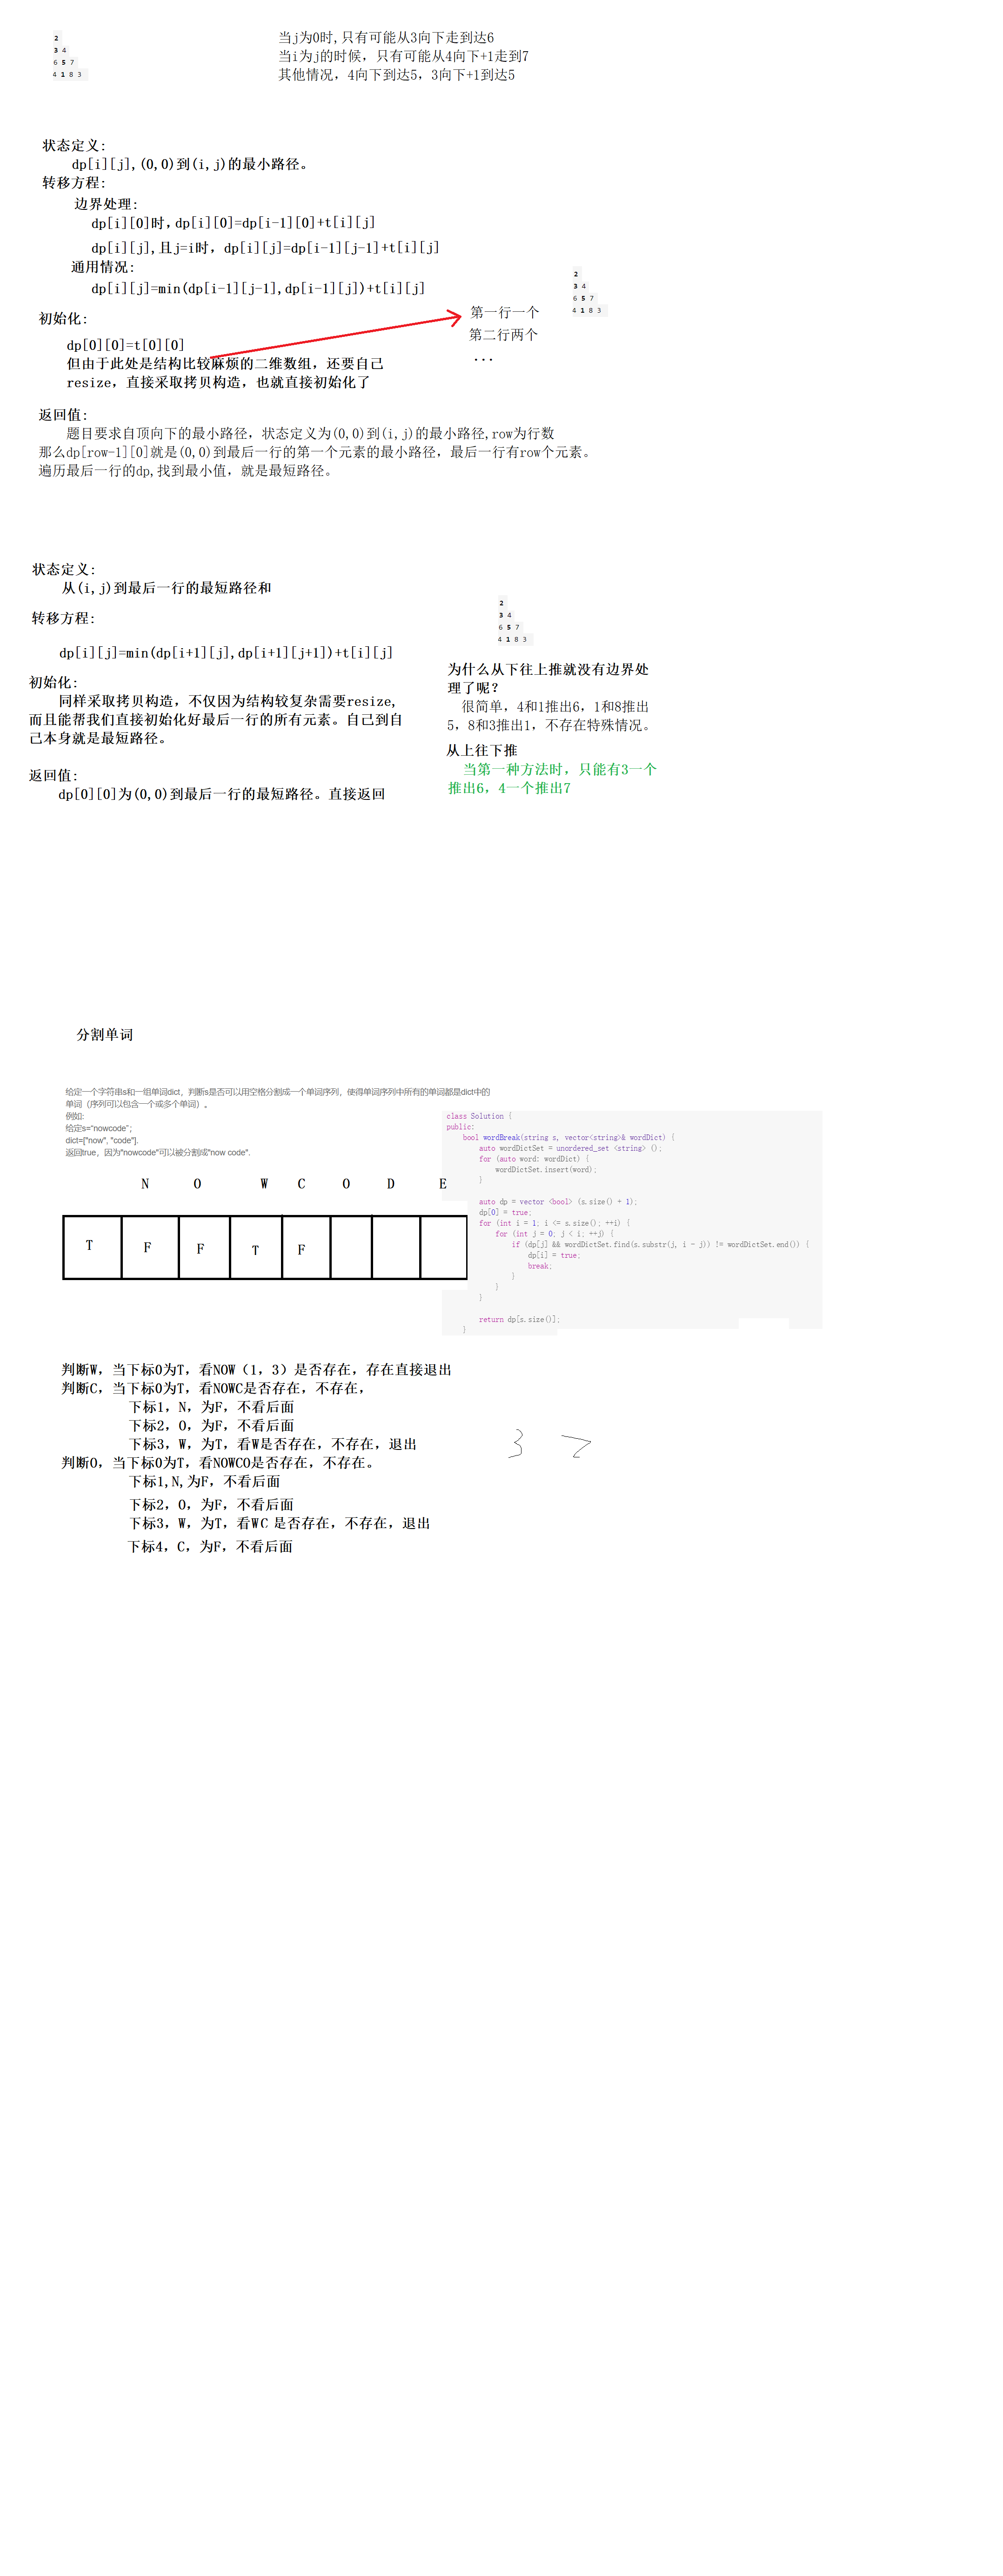 2
3 4
6 5 7
4 1 8 3
当j为0时,只有可能从3向下走到达6
当i为j的时候，只有可能从4向下+1走到7
其他情况，4向下到达5，3向下+1到达5
状态定义:
dp[i][j],(0,0)到(i,j)的最小路径。
转移方程:
边界处理:
dp[i][0]时,dp[i][0]=dp[i-1][0]+t[i][j]
dp[i][j],且j=i时，dp[i][j]=dp[i-1][j-1]+t[i][j]
通用情况:
dp[i][j]=min(dp[i-1][j-1],dp[i-1][j])+t[i][j]
2
3 4
6 5 7
4 1 8 3
初始化:
dp[0][0]=t[0][0]
但由于此处是结构比较麻烦的二维数组，还要自己
resize，直接采取拷贝构造，也就直接初始化了
第一行一个
第二行两个
...
返回值:
题目要求自顶向下的最小路径，状态定义为(0,0)到(i,j)的最小路径,row为行数
那么dp[row-1][0]就是(0,0)到最后一行的第一个元素的最小路径，最后一行有row个元素。
遍历最后一行的dp,找到最小值，就是最短路径。
状态定义:
从(i,j)到最后一行的最短路径和
转移方程:
dp[i][j]=min(dp[i+1][j],dp[i+1][j+1])+t[i][j]
初始化:
同样采取拷贝构造，不仅因为结构较复杂需要resize,
而且能帮我们直接初始化好最后一行的所有元素。自己到自
己本身就是最短路径。
返回值:
dp[0][0]为(0,0)到最后一行的最短路径。直接返回
2
3 4
6 5 7
4 1 8 3
为什么从下往上推就没有边界处
理了呢?
很简单，4和1推出6，1和8推出
5，8和3推出1，不存在特殊情况。
从上往下推
当第一种方法时，只能有3一个
推出6，4一个推出7
分割单词
给定一个字符串s和一组单词dict，判断s是否可以用空格分割成一个单词序列，使得单词序列中所有的单词都是dict中的
单词（序列可以包含一个或多个单词）。
例如:
给定s="nowcode"；
dict=["now", "code"].
返回true，因为"nowcode"可以被分割成"now code".
N O W C O D E
T F F T F
class Solution {
public:
bool wordBreak(string s, vector<string>& wordDict) {
auto wordDictSet = unordered_set <string> ();
for (auto word: wordDict) {
wordDictSet.insert(word);
}
auto dp = vector <bool> (s.size() + 1);
dp[0] = true;
for (int i = 1; i <= s.size(); ++i) {
for (int j = 0; j < i; ++j) {
if (dp[j] && wordDictSet.find(s.substr(j, i - j)) != wordDictSet.end()) {
dp[i] = true;
break;
}
}
}
return dp[s.size()];
}
判断W，当下标0为T，看NOW（1，3）是否存在，存在直接退出
判断C，当下标0为T，看NOWC是否存在，不存在，
下标1，N，为F，不看后面
下标2，O，为F，不看后面
下标3，W，为T，看W是否存在，不存在，退出
判断O，当下标0为T，看NOWCO是否存在，不存在。
下标1,N,为F，不看后面
下标2，O，为F，不看后面
下标3，W，为T，看WC 是否存在，不存在，退出
下标4，C，为F，不看后面
3